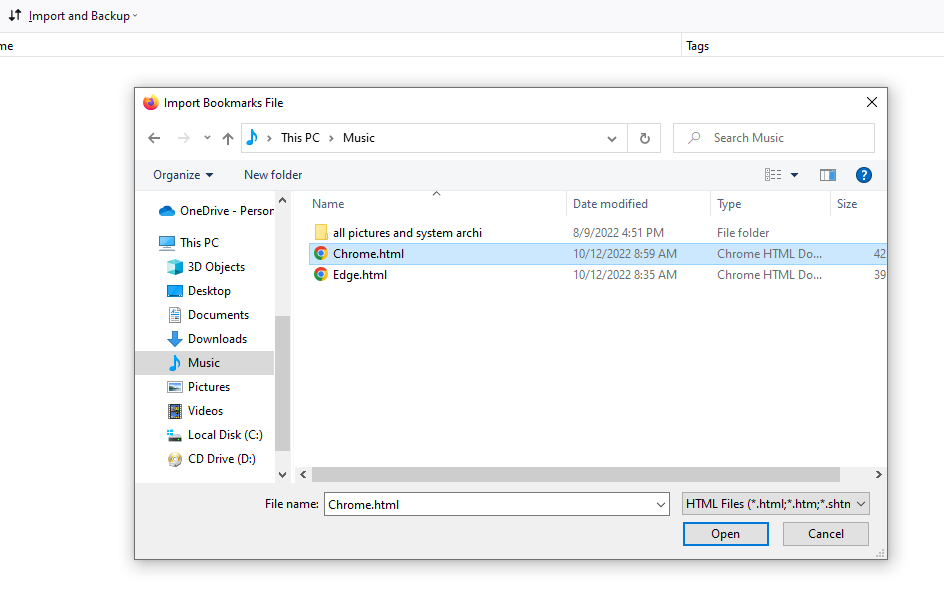 Import and Backup
me
Tags
Import Bookmarks File
This PC
Music
Search Music
Organize
New folder
Name
Date modified
Type
Size
OneDrive - Person
This PC
3D Objects
Desktop
Documents
Downloads
Music
Pictures
Videos
Local Disk (C:)
CD Drive (D:)
all pictures and system archi
8/9/2022 4:51 PM
File folder
Chrome.html
10/12/2022 8:59 AM
Chrome HTML Do...
42
Edge.html
10/12/2022 8:35 AM
Chrome HTML Do...
39
File name:
Chrome.html
HTML Files (*.html;*.htm;*.shtn
Open
Cancel